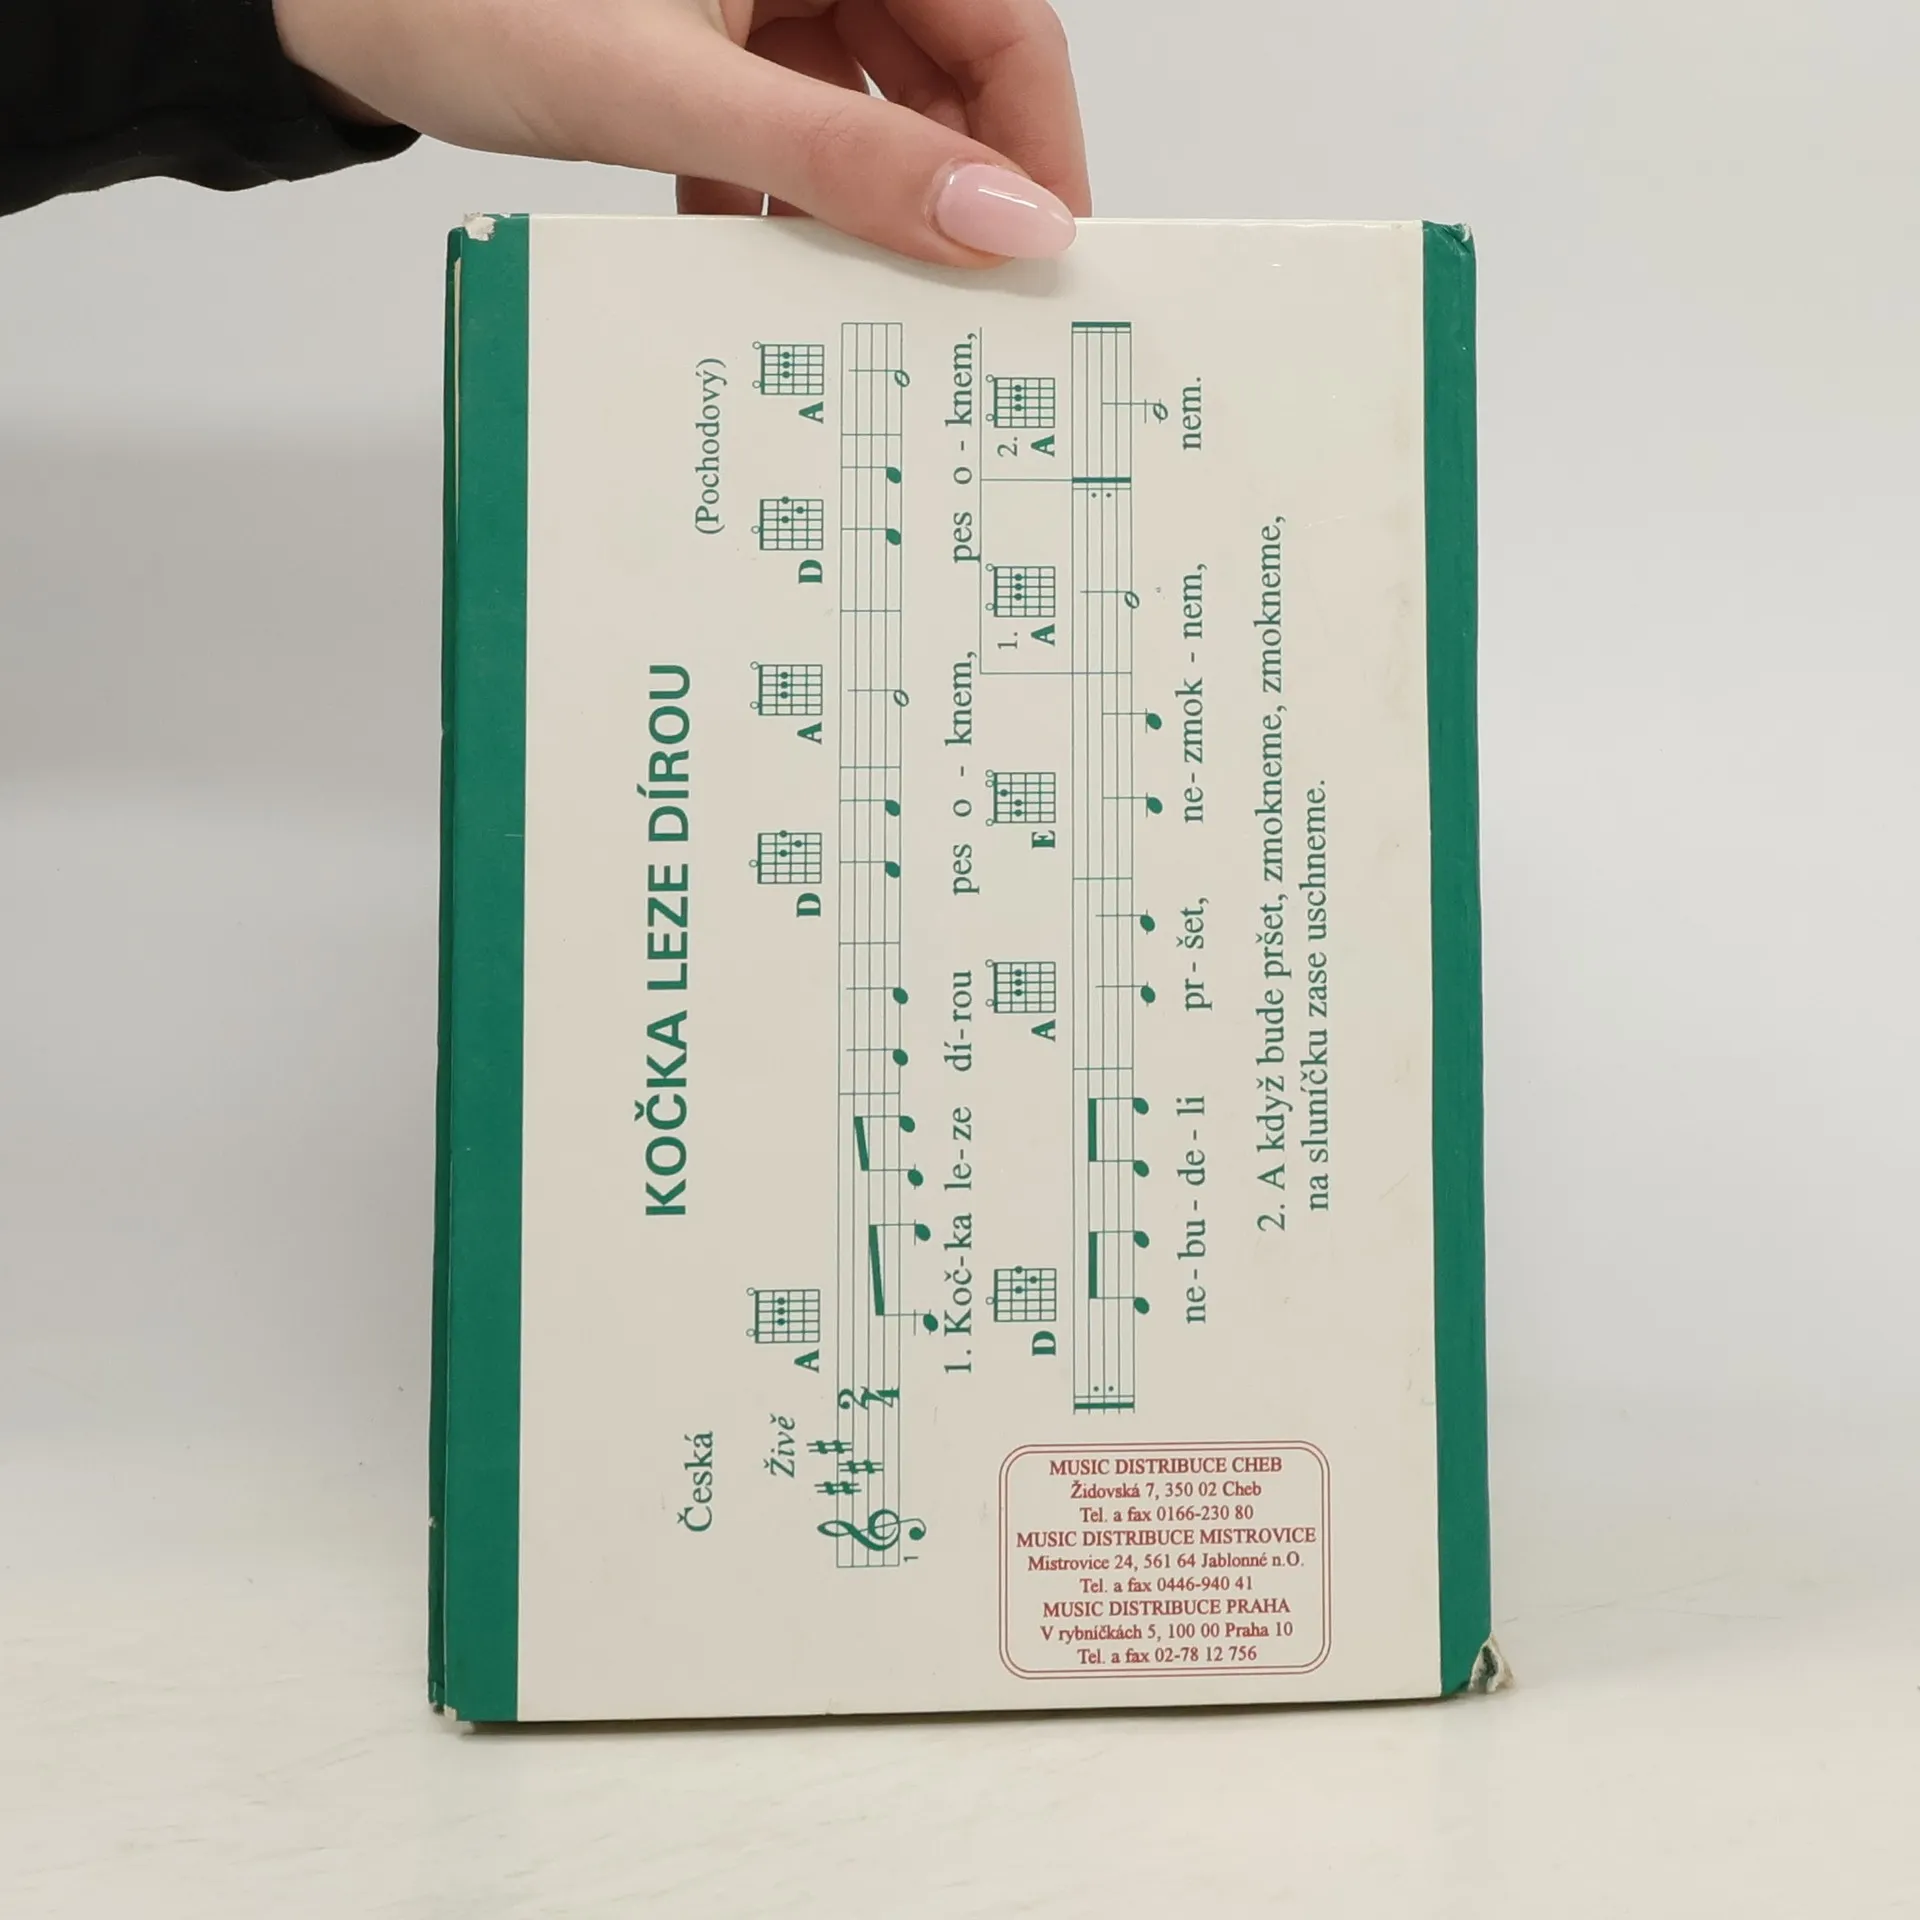 KOČKA LEZE DÍROU
Česká
(Pochodový)
Živě
A D A D A
2
4
1
1. Koč-ka le-ze dí-rou pes o - knem, pes o - knem,
1. 2.
D A E A A
ne-bu-de-li pr-šet, ne-zmok-nem, nem.
2. A když bude pršet, zmokneme, zmokneme,
na sluníčku zase uschneme.
MUSIC DISTRIBUCE CHEB
Židovská 7, 350 02 Cheb
Tel. a fax 0166-230 80
MUSIC DISTRIBUCE MISTROVICE
Mistrovice 24, 561 64 Jablonné n.O.
Tel. a fax 0446-940 41
MUSIC DISTRIBUCE PRAHA
V rybníčkách 5, 100 00 Praha 10
Tel. a fax 02-78 12 756